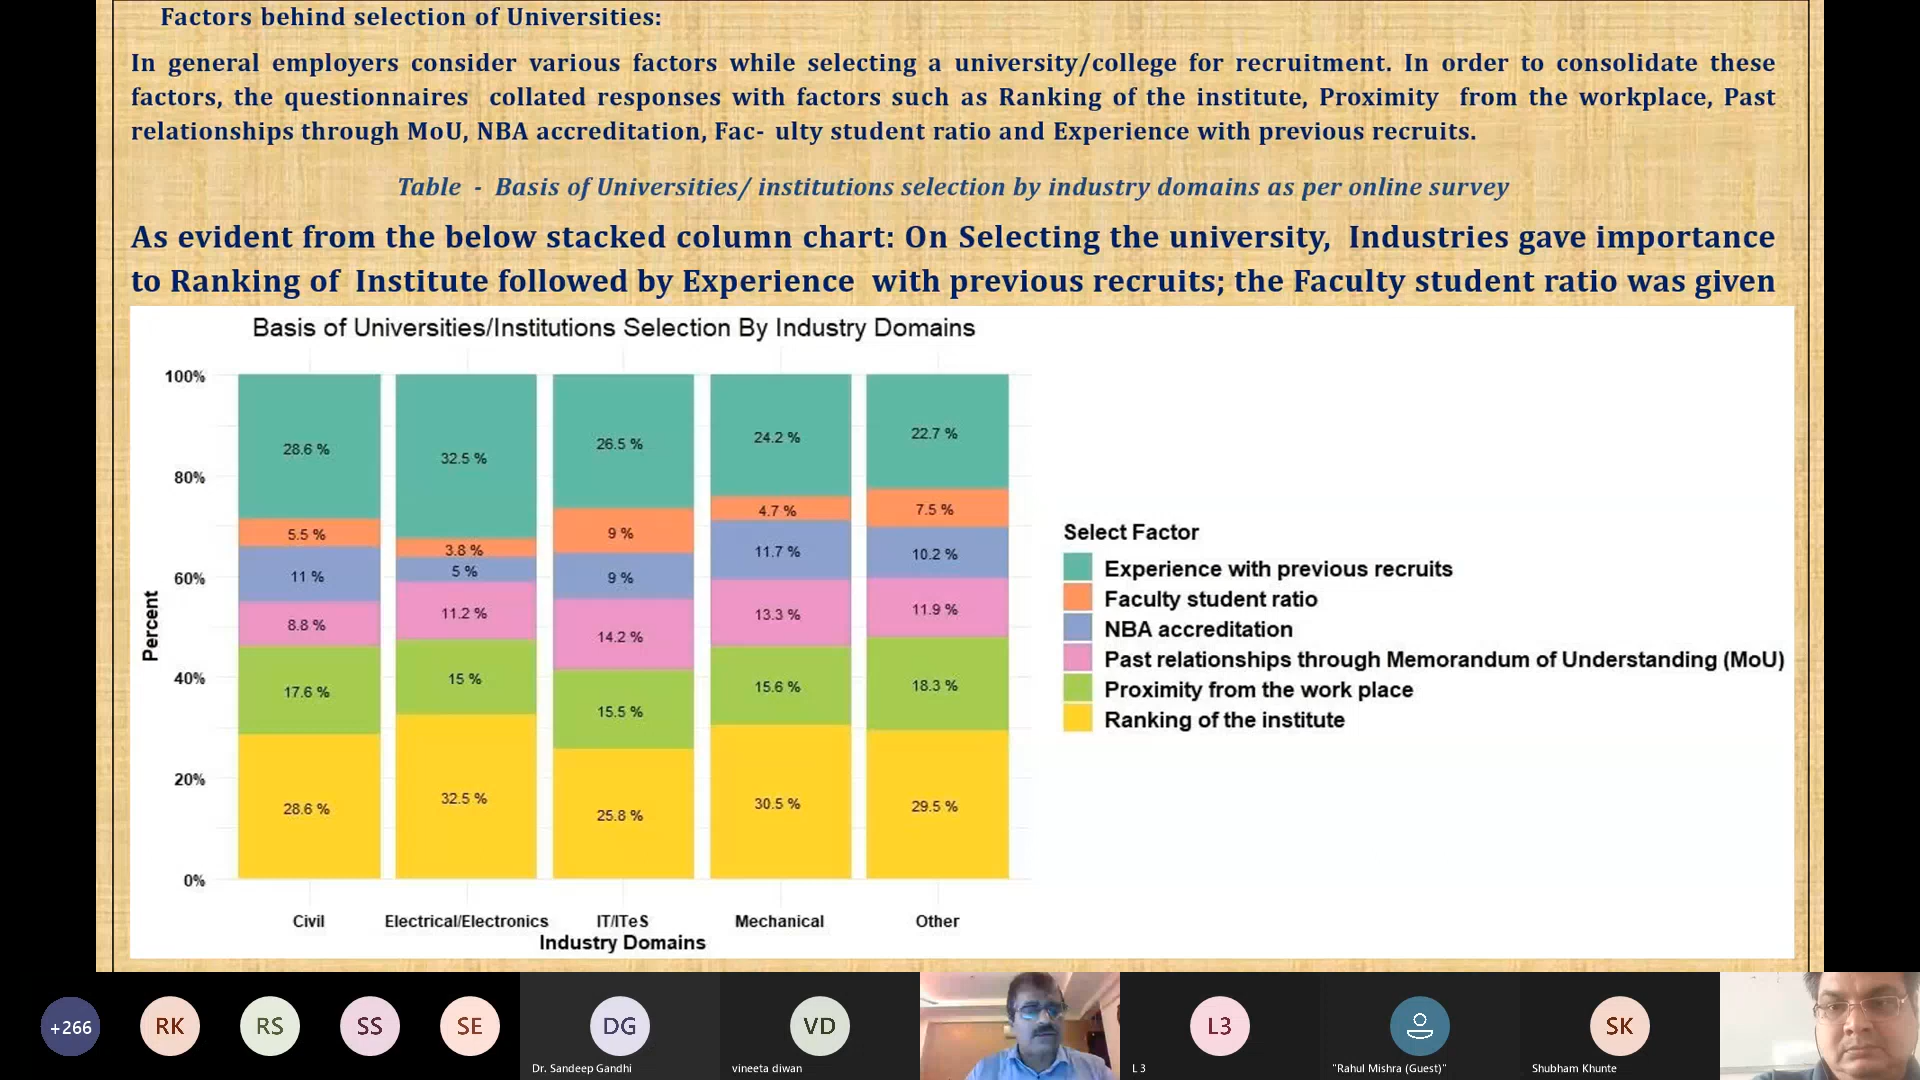 Factors behind selection of Universities:
In general employers consider various factors while selecting a university/college for recruitment. In order to consolidate these
factors, the questionnaires collated responses with factors such as Ranking of the institute, Proximity from the workplace, Past
relationships through MoU, NBA accreditation, Fac- ulty student ratio and Experience with previous recruits.
Table - Basis of Universities/ institutions selection by industry domains as per online survey
As evident from the below stacked column chart: On Selecting the university, Industries gave importance
to Ranking of Institute followed by Experience with previous recruits; the Faculty student ratio was given
Basis of Universities/Institutions Selection By Industry Domains
100%
80%
60%
40%
20%
0%
Percent
28.6 %
5.5 %
11 %
8.8 %
17.6 %
28.6 %
32.5 %
3.8 %
5 %
11.2 %
15 %
32.5 %
26.5 %
9 %
9 %
14.2 %
15.5 %
25.8 %
24.2 %
4.7 %
11.7 %
13.3 %
15.6 %
30.5 %
22.7 %
7.5 %
10.2 %
11.9 %
18.3 %
29.5 %
Civil
Electrical/Electronics
IT/ITeS
Mechanical
Other
Industry Domains
Select Factor
Experience with previous recruits
Faculty student ratio
NBA accreditation
Past relationships through Memorandum of Understanding (MoU)
Proximity from the work place
Ranking of the institute
+266
RK
RS
SS
SE
DG
Dr. Sandeep Gandhi
VD
vineeta diwan
L3
L 3
"Rahul Mishra (Guest)"
SK
Shubham Khunte